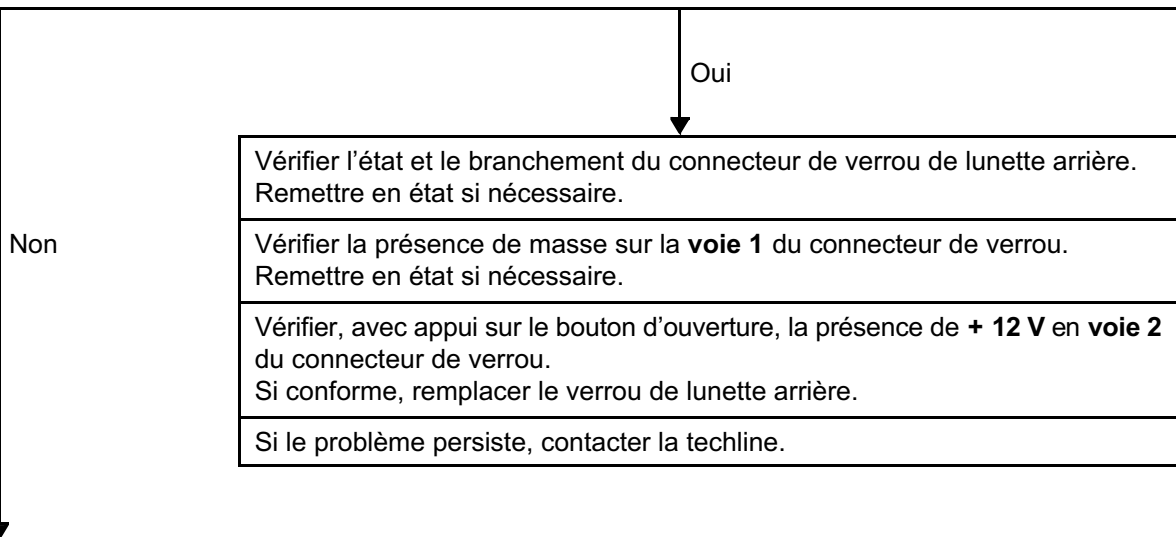 Oui
Vérifier l’état et le branchement du connecteur de verrou de lunette arrière.
Remettre en état si nécessaire.
Non
Vérifier la présence de masse sur la voie 1 du connecteur de verrou.
Remettre en état si nécessaire.
Vérifier, avec appui sur le bouton d’ouverture, la présence de + 12 V en voie 2
du connecteur de verrou.
Si conforme, remplacer le verrou de lunette arrière.
Si le problème persiste, contacter la techline.